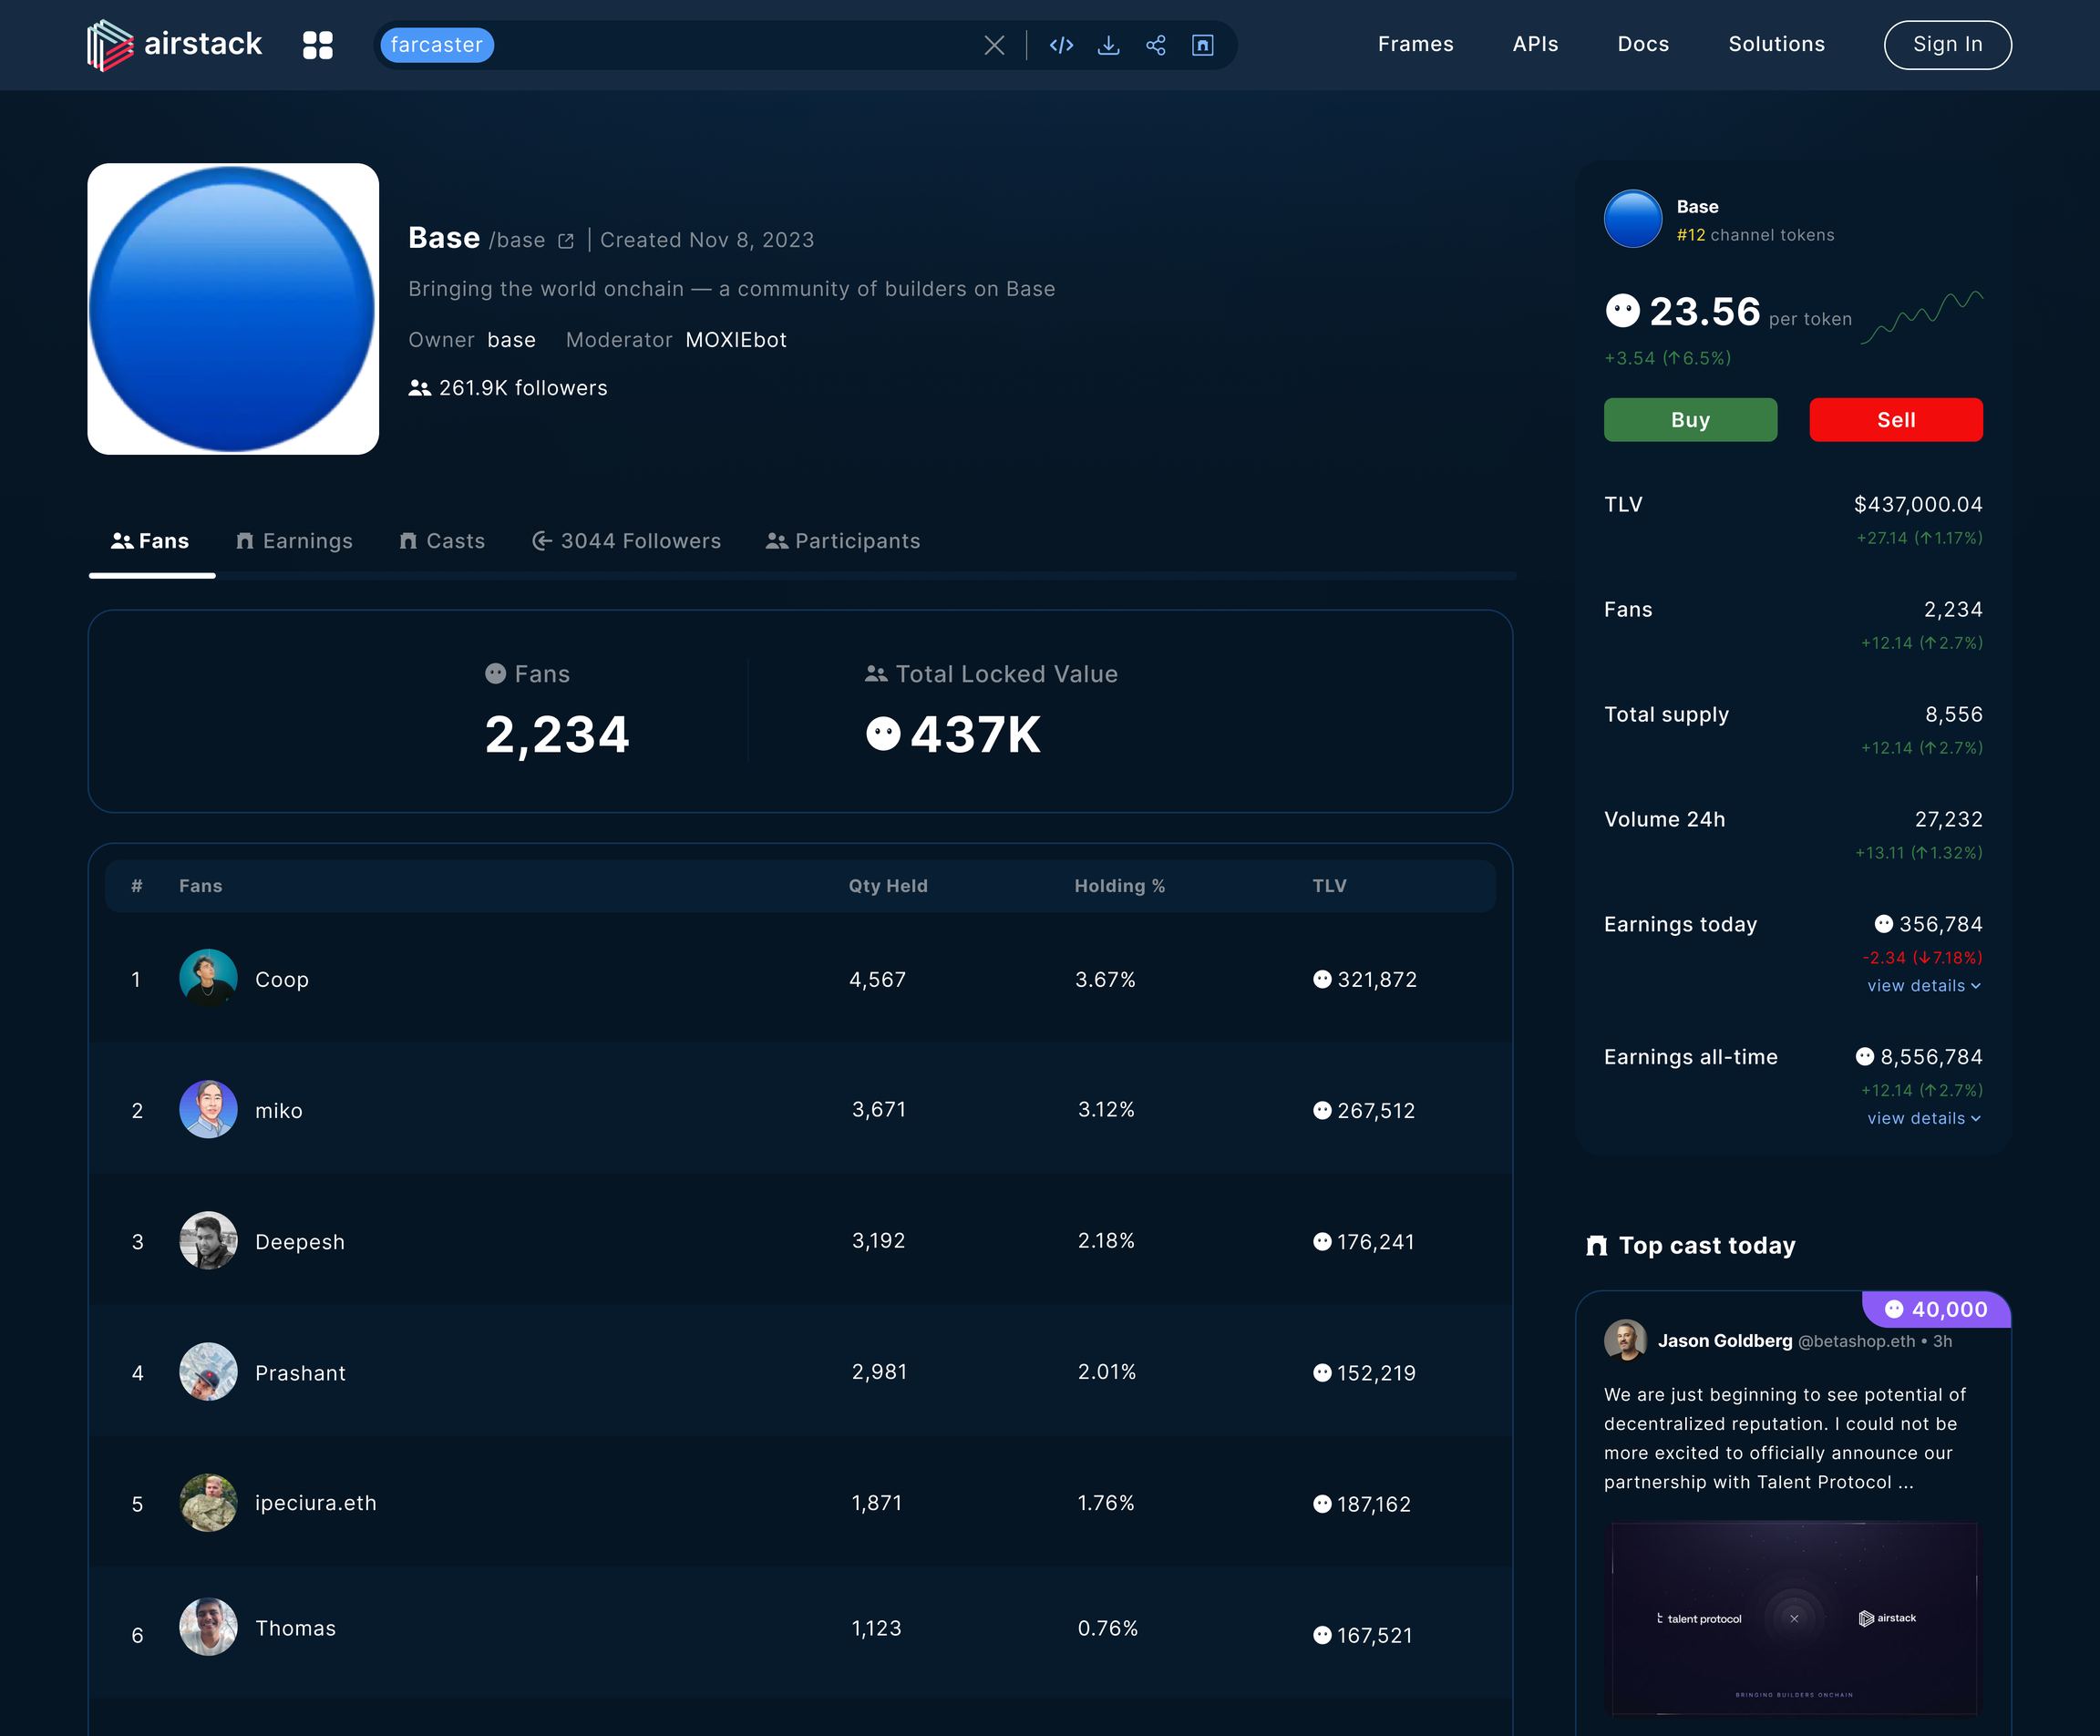 airstack
farcaster
Frames
APIs
Docs
Solutions
Sign In
Base /base | Created Nov 8, 2023
Bringing the world onchain — a community of builders on Base
Owner base Moderator MOXIEbot
261.9K followers
Fans
Earnings
Casts
3044 Followers
Participants
Fans
2,234
Total Locked Value
437K
# Fans Qty Held Holding % TLV
1 Coop 4,567 3.67% 321,872
2 miko 3,671 3.12% 267,512
3 Deepesh 3,192 2.18% 176,241
4 Prashant 2,981 2.01% 152,219
5 ipeciura.eth 1,871 1.76% 187,162
6 Thomas 1,123 0.76% 167,521
Base
#12 channel tokens
23.56 per token
+3.54 (↑6.5%)
Buy
Sell
TLV $437,000.04
+27.14 (↑1.17%)
Fans 2,234
+12.14 (↑2.7%)
Total supply 8,556
+12.14 (↑2.7%)
Volume 24h 27,232
+13.11 (↑1.32%)
Earnings today 356,784
-2.34 (↓7.18%)
view details
Earnings all-time 8,556,784
+12.14 (↑2.7%)
view details
Top cast today
40,000
Jason Goldberg @betashop.eth • 3h
We are just beginning to see potential of
decentralized reputation. I could not be
more excited to officially announce our
partnership with Talent Protocol ...
talent protocol × airstack
BRINGING BUILDERS ONCHAIN